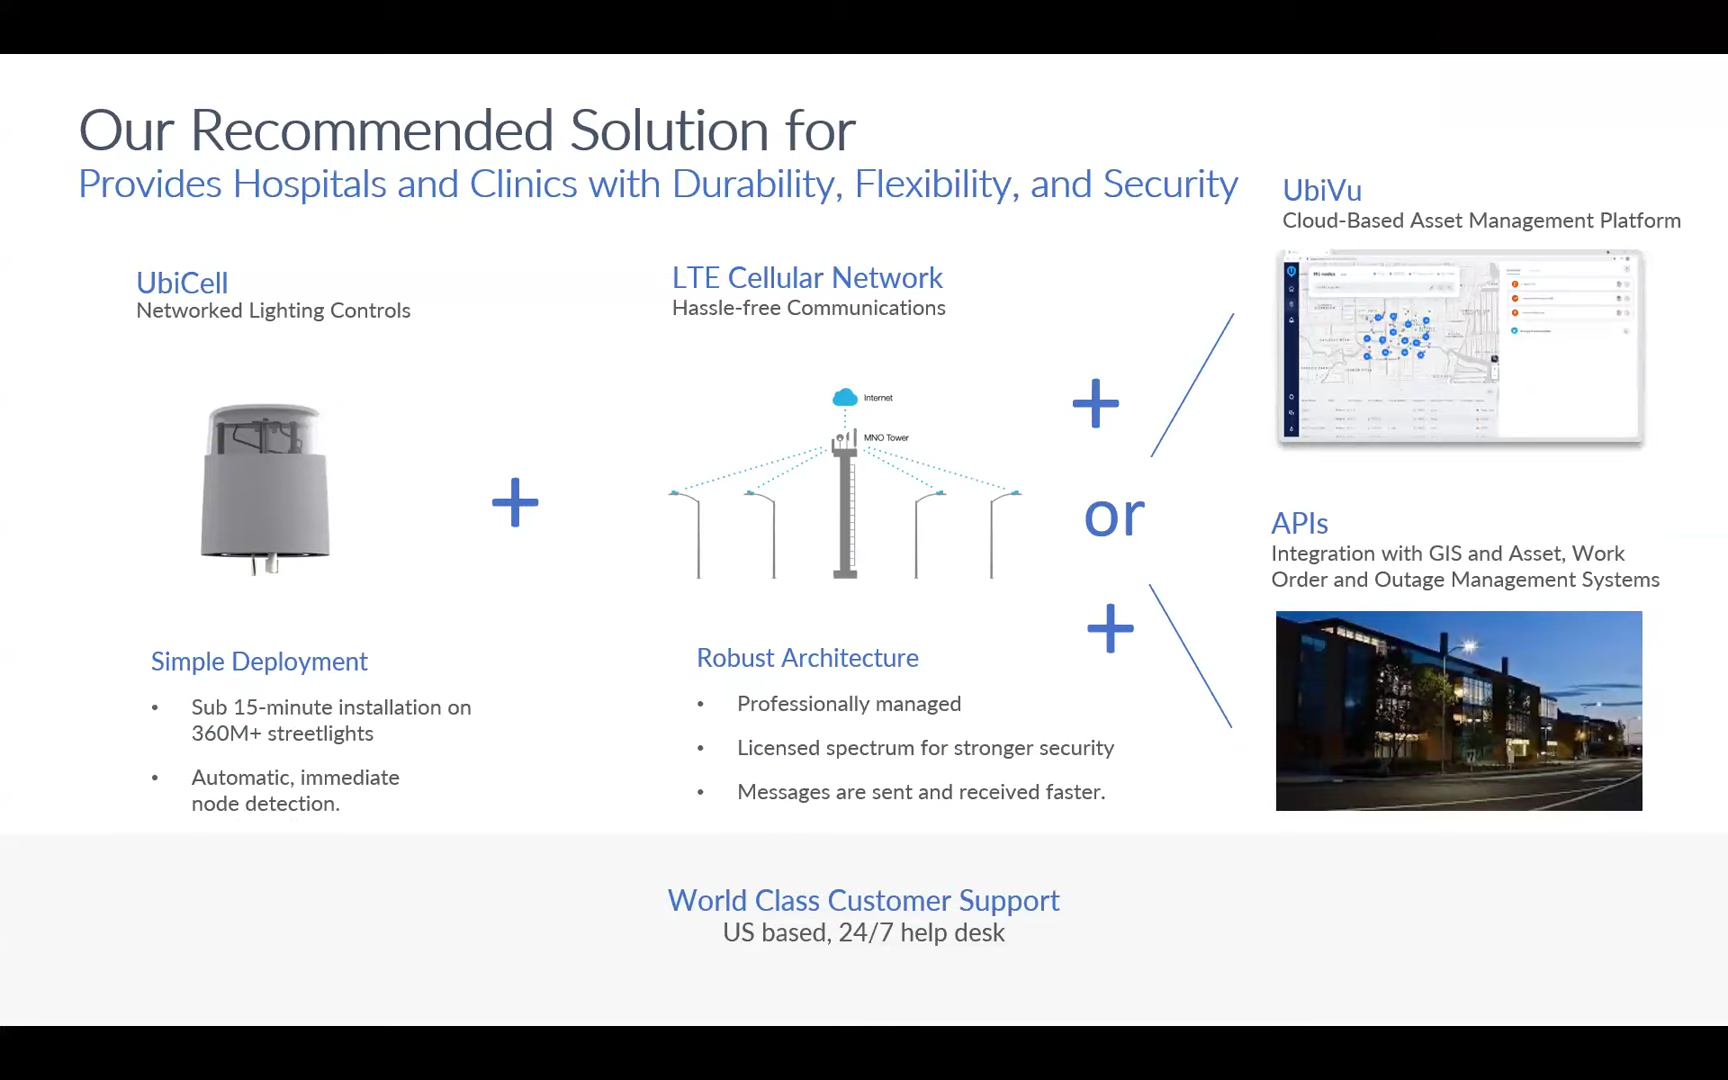 Our Recommended Solution for
Provides Hospitals and Clinics with Durability, Flexibility, and Security
UbiCell
Networked Lighting Controls
Simple Deployment
• Sub 15-minute installation on
360M+ streetlights
• Automatic, immediate
node detection.
+
LTE Cellular Network
Hassle-free Communications
Internet
MNO Tower
Robust Architecture
• Professionally managed
• Licensed spectrum for stronger security
• Messages are sent and received faster.
+
or
+
UbiVu
Cloud-Based Asset Management Platform
APIs
Integration with GIS and Asset, Work
Order and Outage Management Systems
World Class Customer Support
US based, 24/7 help desk